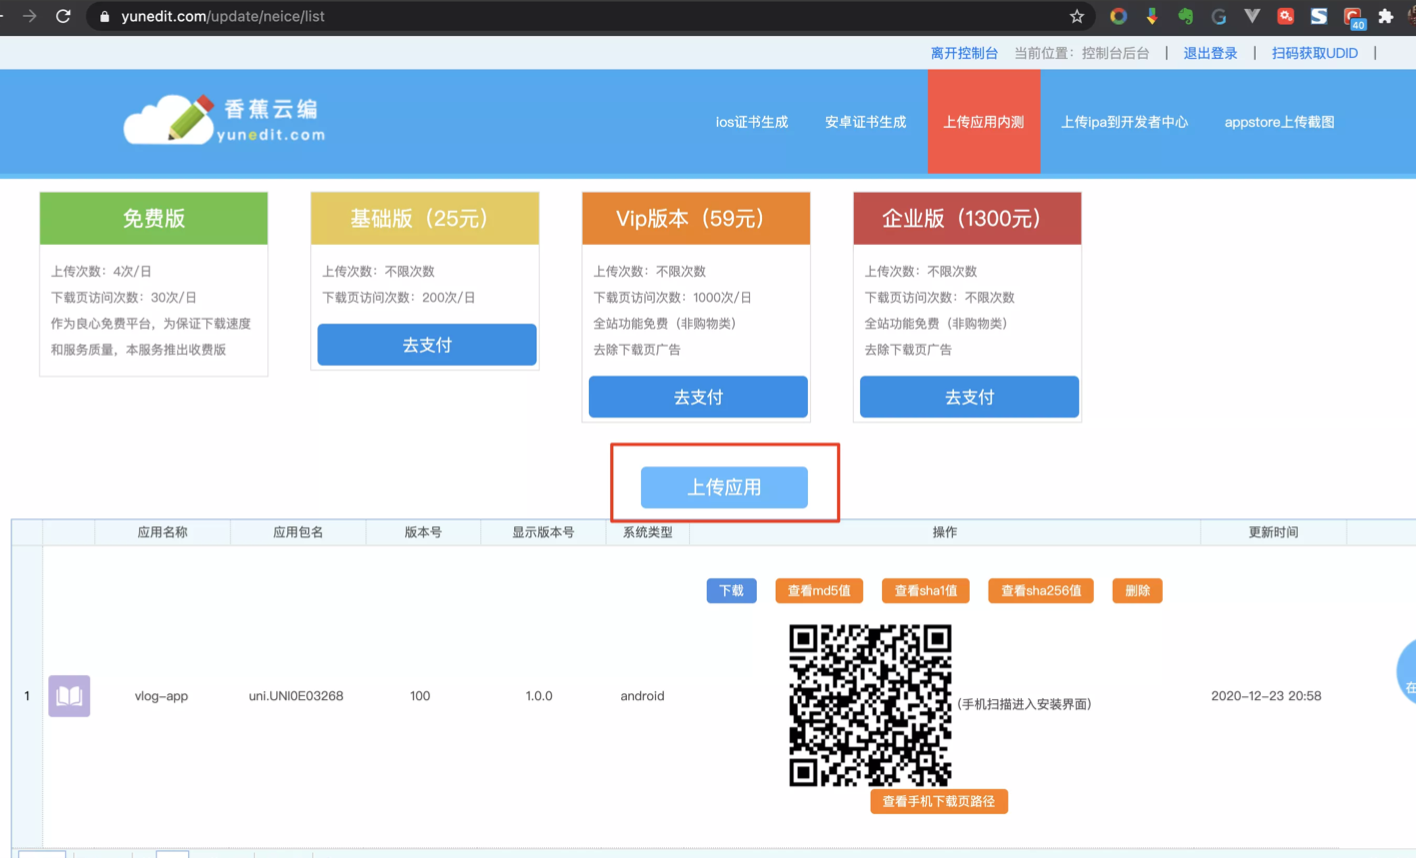 yunedit.com/update/neice/list
40
离开控制台 当前位置：控制台后台 | 退出登录 | 扫码获取UDID |
香蕉云编
yunedit.com
ios证书生成 安卓证书生成 上传应用内测 上传ipa到开发者中心 appstore上传截图
免费版
上传次数：4次/日
下载页访问次数：30次/日
作为良心免费平台，为保证下载速度
和服务质量，本服务推出收费版
基础版（25元）
上传次数：不限次数
下载页访问次数：200次/日
去支付
Vip版本（59元）
上传次数：不限次数
下载页访问次数：1000次/日
全站功能免费（非购物类）
去除下载页广告
去支付
企业版（1300元）
上传次数：不限次数
下载页访问次数：不限次数
全站功能免费（非购物类）
去除下载页广告
去支付
上传应用
应用名称 应用包名 版本号 显示版本号 系统类型 操作 更新时间
下载 查看md5值 查看sha1值 查看sha256值 删除
1 vlog-app uni.UNI0E03268 100 1.0.0 android (手机扫描进入安装界面) 2020-12-23 20:58
查看手机下载页路径
在